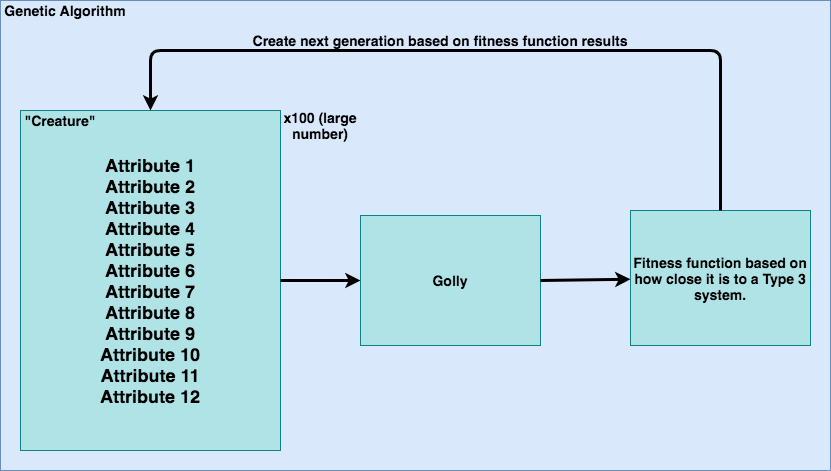 Genetic Algorithm
Create next generation based on fitness function results
"Creature"
x100 (large
number)
Attribute 1
Attribute 2
Attribute 3
Attribute 4
Attribute 5
Attribute 6
Attribute 7
Attribute 8
Attribute 9
Attribute 10
Attribute 11
Attribute 12
Golly
Fitness function based on
how close it is to a Type 3
system.